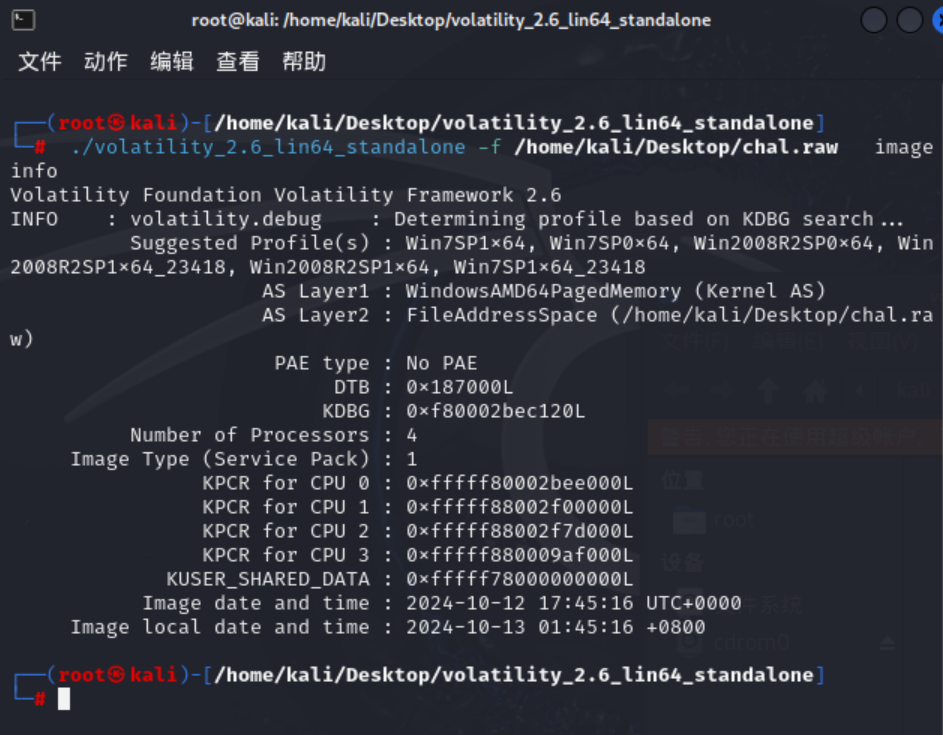 root@kali: /home/kali/Desktop/volatility_2.6_lin64_standalone
文件 动作 编辑 查看 帮助
┌──(root㉿kali)-[/home/kali/Desktop/volatility_2.6_lin64_standalone]
└─# ./volatility_2.6_lin64_standalone -f /home/kali/Desktop/chal.raw image
info
Volatility Foundation Volatility Framework 2.6
INFO : volatility.debug : Determining profile based on KDBG search...
Suggested Profile(s) : Win7SP1x64, Win7SP0x64, Win2008R2SP0x64, Win
2008R2SP1x64_23418, Win2008R2SP1x64, Win7SP1x64_23418
AS Layer1 : WindowsAMD64PagedMemory (Kernel AS)
AS Layer2 : FileAddressSpace (/home/kali/Desktop/chal.ra
w)
PAE type : No PAE
DTB : 0x187000L
KDBG : 0xf80002bec120L
Number of Processors : 4
Image Type (Service Pack) : 1
KPCR for CPU 0 : 0xfffff80002bee000L
KPCR for CPU 1 : 0xfffff88002f00000L
KPCR for CPU 2 : 0xfffff88002f7d000L
KPCR for CPU 3 : 0xfffff880009af000L
KUSER_SHARED_DATA : 0xfffff78000000000L
Image date and time : 2024-10-12 17:45:16 UTC+0000
Image local date and time : 2024-10-13 01:45:16 +0800
┌──(root㉿kali)-[/home/kali/Desktop/volatility_2.6_lin64_standalone]
└─#